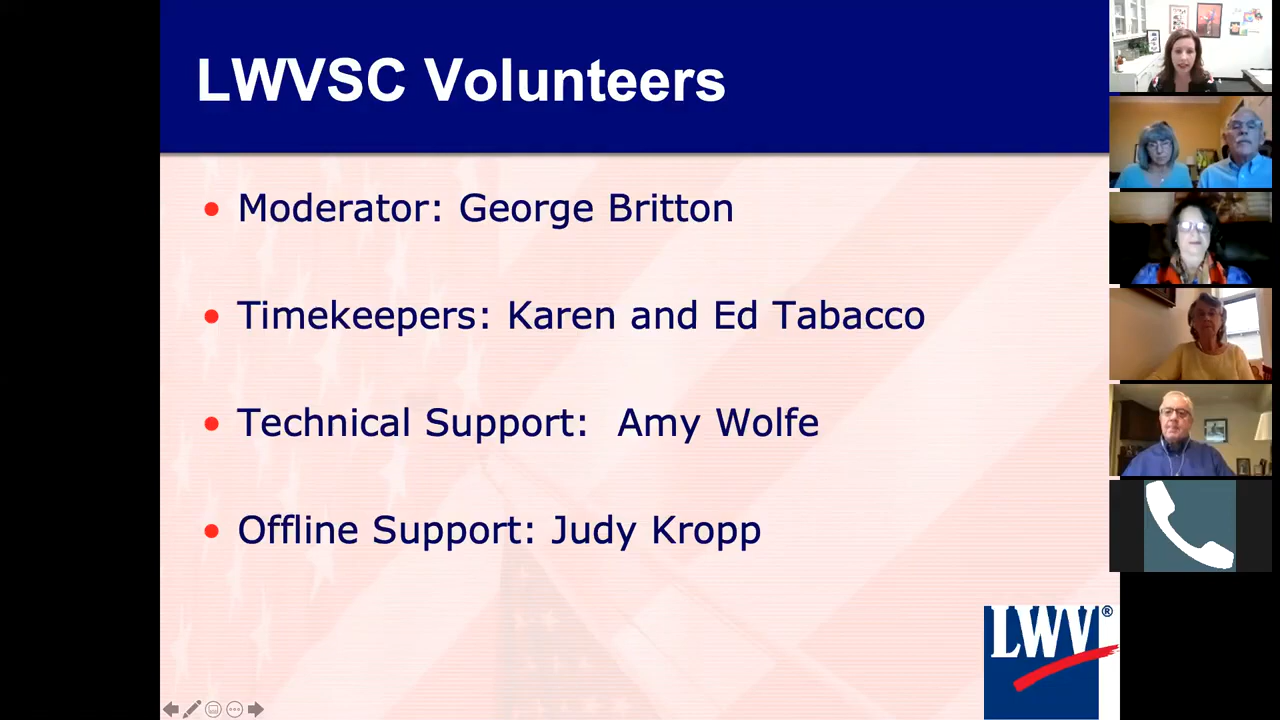 LWVSC Volunteers
Moderator: George Britton
Timekeepers: Karen and Ed Tabacco
Technical Support: Amy Wolfe
Offline Support: Judy Kropp
LWV®